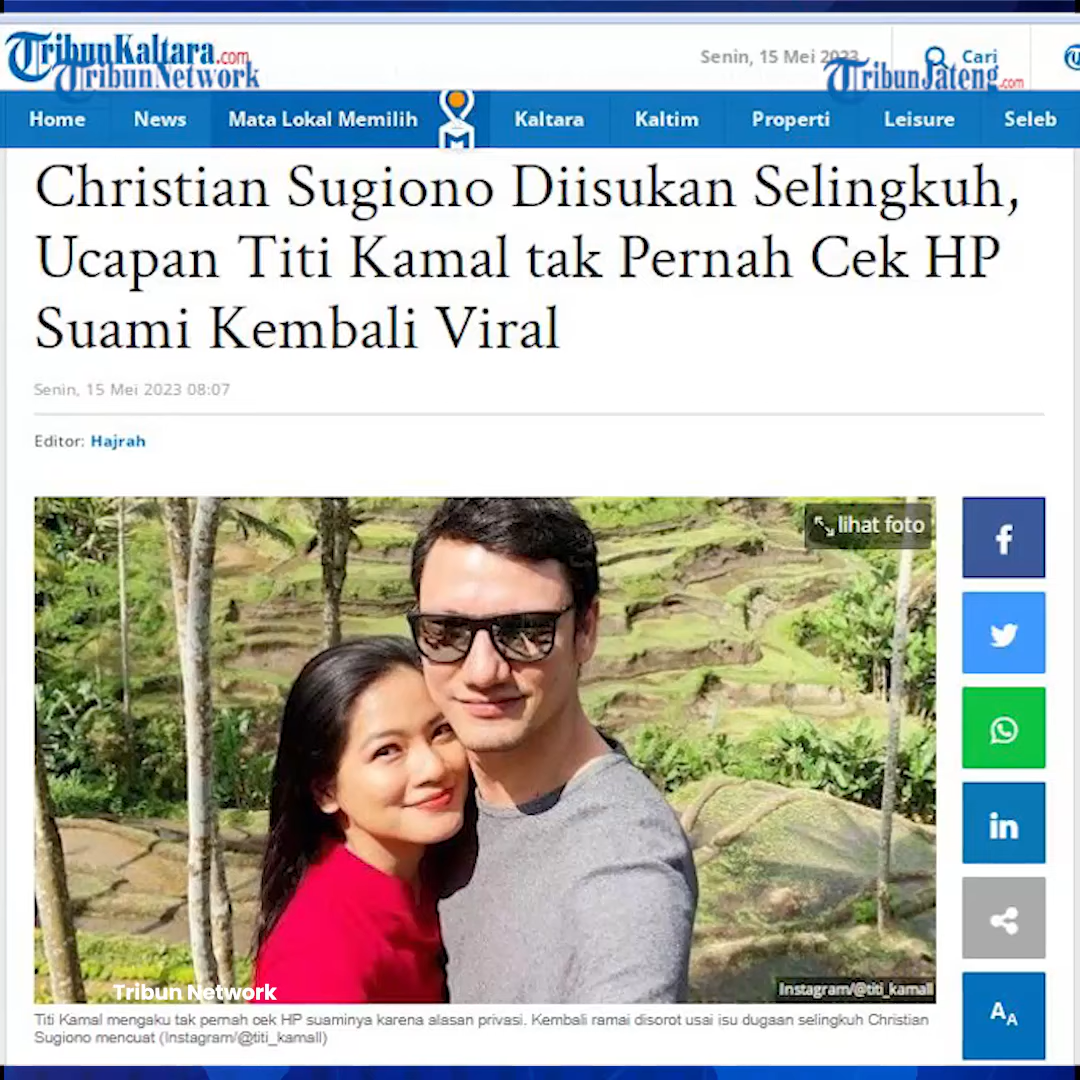 TribunKaltara.com
TribunNetwork
Senin, 15 Mei 2023
Cari
TribunJateng.com
Home News Mata Lokal Memilih Kaltara Kaltim Properti Leisure Seleb
Christian Sugiono Diisukan Selingkuh,
Ucapan Titi Kamal tak Pernah Cek HP
Suami Kembali Viral
Senin, 15 Mei 2023 08:07
Editor: Hajrah
lihat foto
Tribun Network
Instagram/@titi_kamall
Titi Kamal mengaku tak pernah cek HP suaminya karena alasan privasi. Kembali ramai disorot usai isu dugaan selingkuh Christian
Sugiono mencuat (Instagram/@titi_kamall)
AA